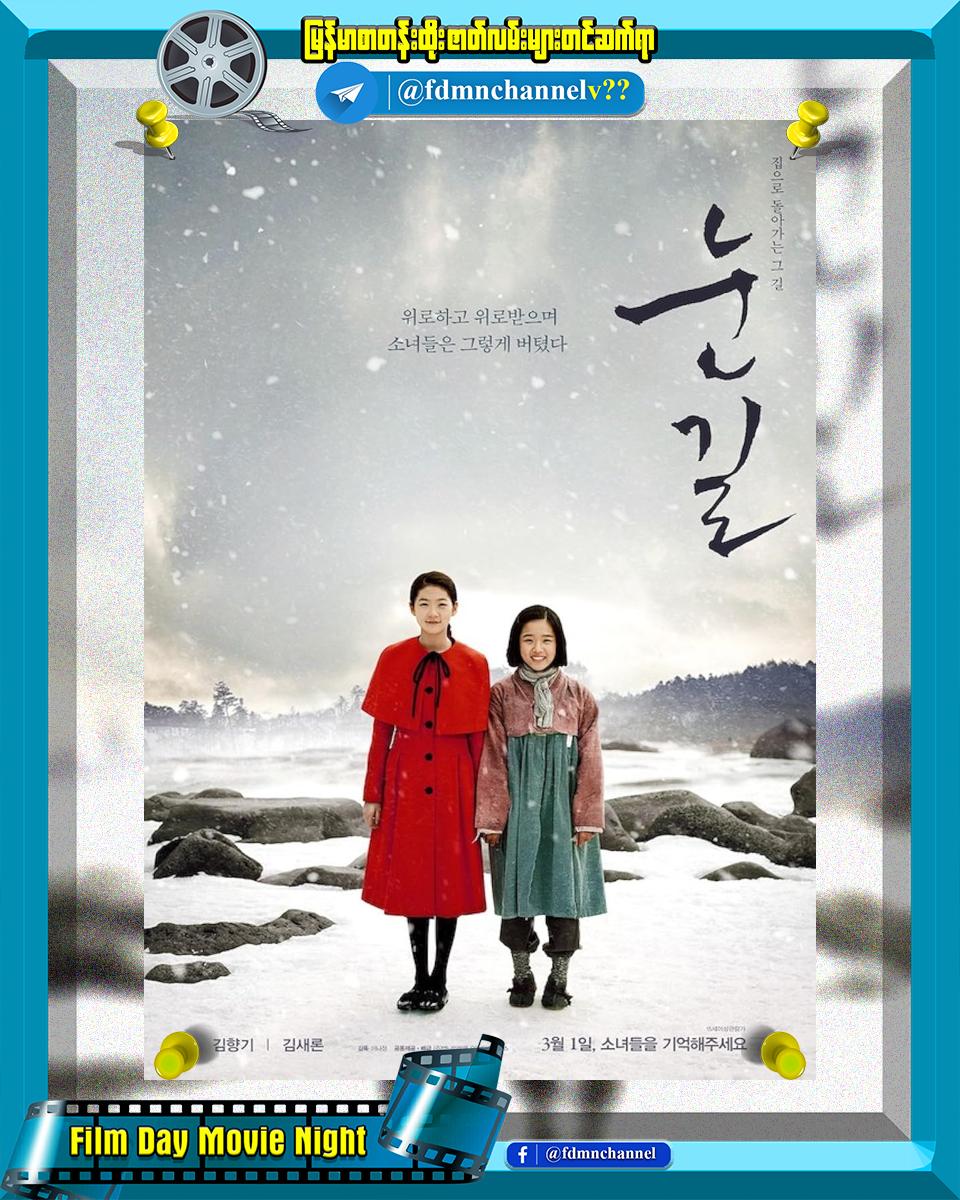 မြန်မာစာတန်းထိုးဇာတ်လမ်းများတင်ဆက်ရာ
@fdmnchannelv??
집으로 돌아가는 그 길
눈길
위로하고 위로받으며
소녀들은 그렇게 버텼다
김향기 | 김새론
3월 1일, 소녀들을 기억해주세요
Film Day Movie Night
@fdmnchannel